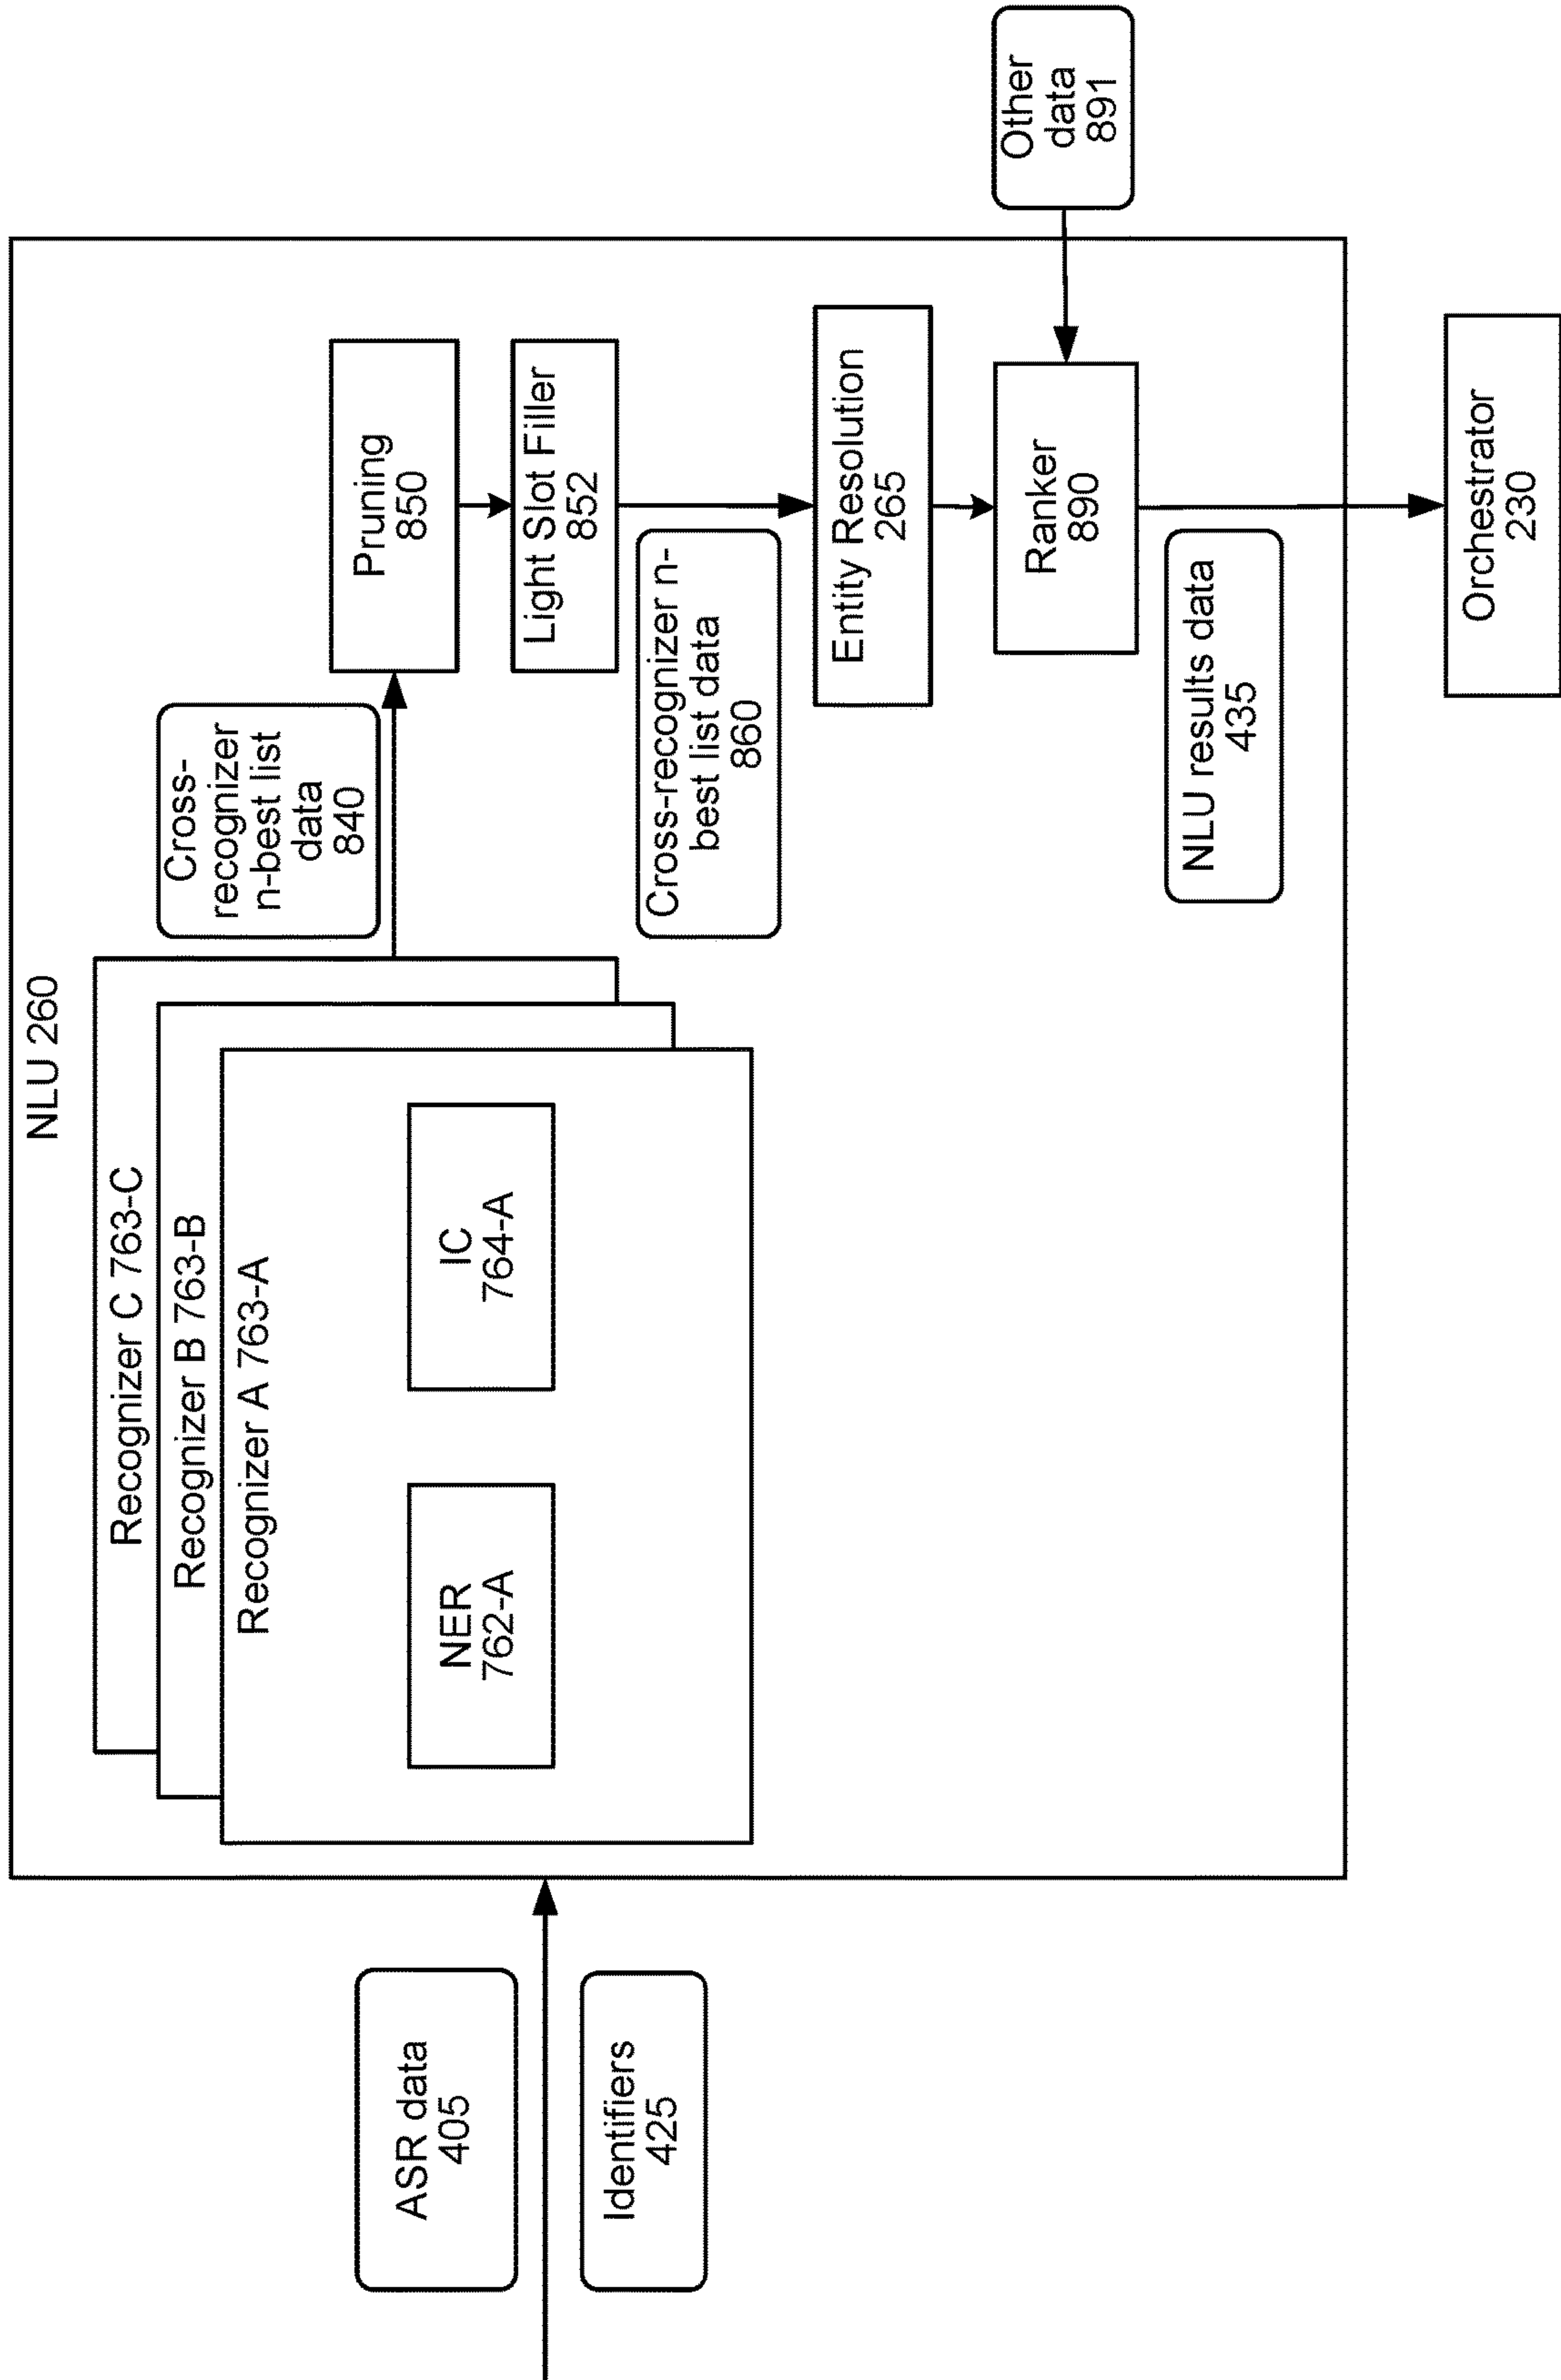 NLU 260
Recognizer C 763-C
Recognizer B 763-B
Recognizer A 763-A
NER
762-A
IC
764-A
ASR data
405
Identifiers
425
Cross-
recognizer
n-best list
data
840
Pruning
850
Light Slot Filler
852
Cross-recognizer n-
best list data
860
Entity Resolution
265
Ranker
890
Other
data
891
NLU results data
435
Orchestrator
230